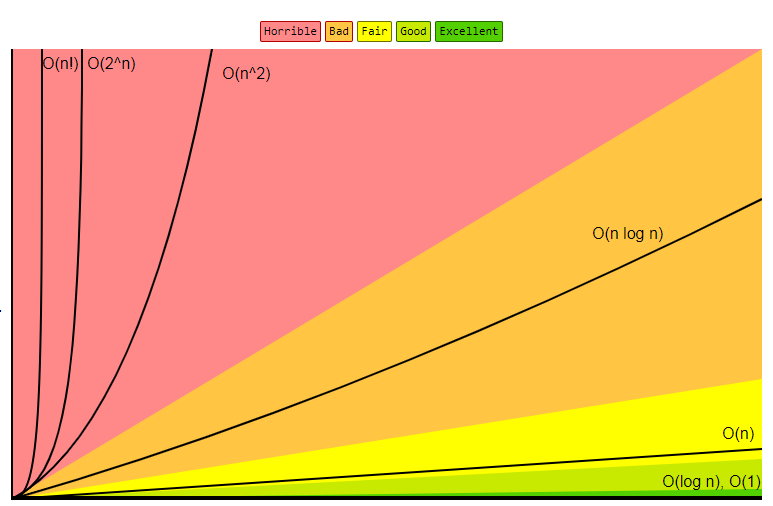 Horrible Bad Fair Good Excellent
O(n!) O(2^n)
O(n^2)
O(n log n)
O(n)
O(log n), O(1)